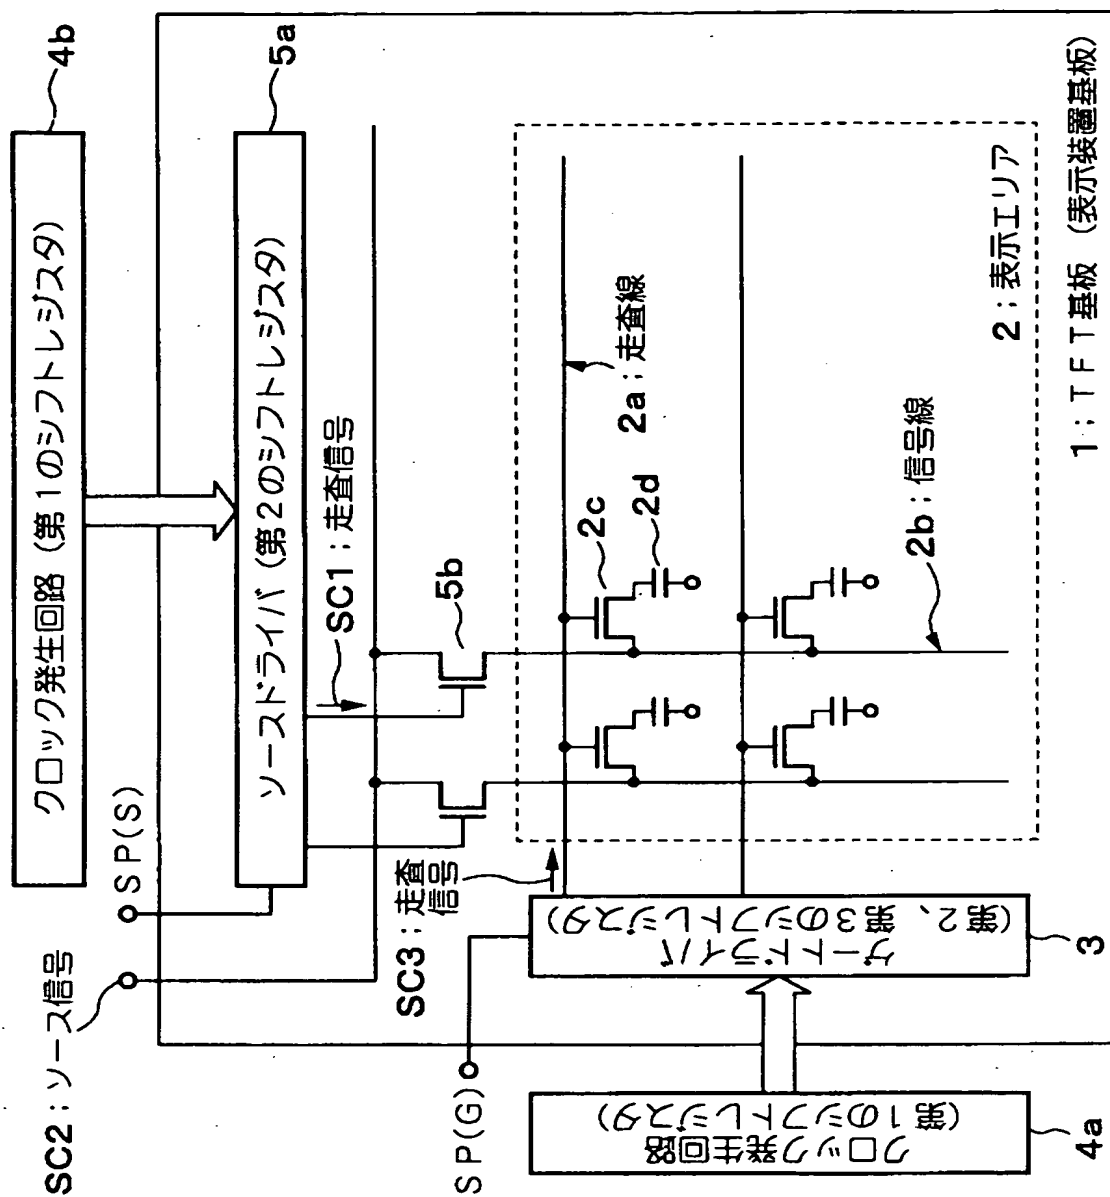 4b
クロック発生回路 (第1のシフトレジスタ)
5a
ソースドライバ (第2のシフトレジスタ)
SP(S)
SC2:ソース信号
SC1:走査信号
5b
SC3:走査
信号
2a:走査線
2c
2d
2b:信号線
2:表示エリア
1:TFT基板 (表示装置基板)
ゲートドライバ
(第2、第3のシフトレジスタ)
3
SP(G)
クロック発生回路
(第1のシフトレジスタ)
4a